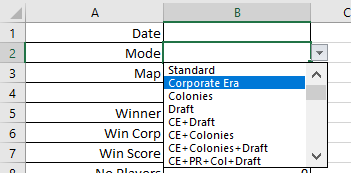 A B C
1 Date
2 Mode
3 Map
4
5 Winner
6 Win Corp
7 Win Score
8 No Players 0
Standard
Corporate Era
Colonies
Draft
CE+Draft
CE+Colonies
CE+Colonies+Draft
CE+PR+Col+Draft